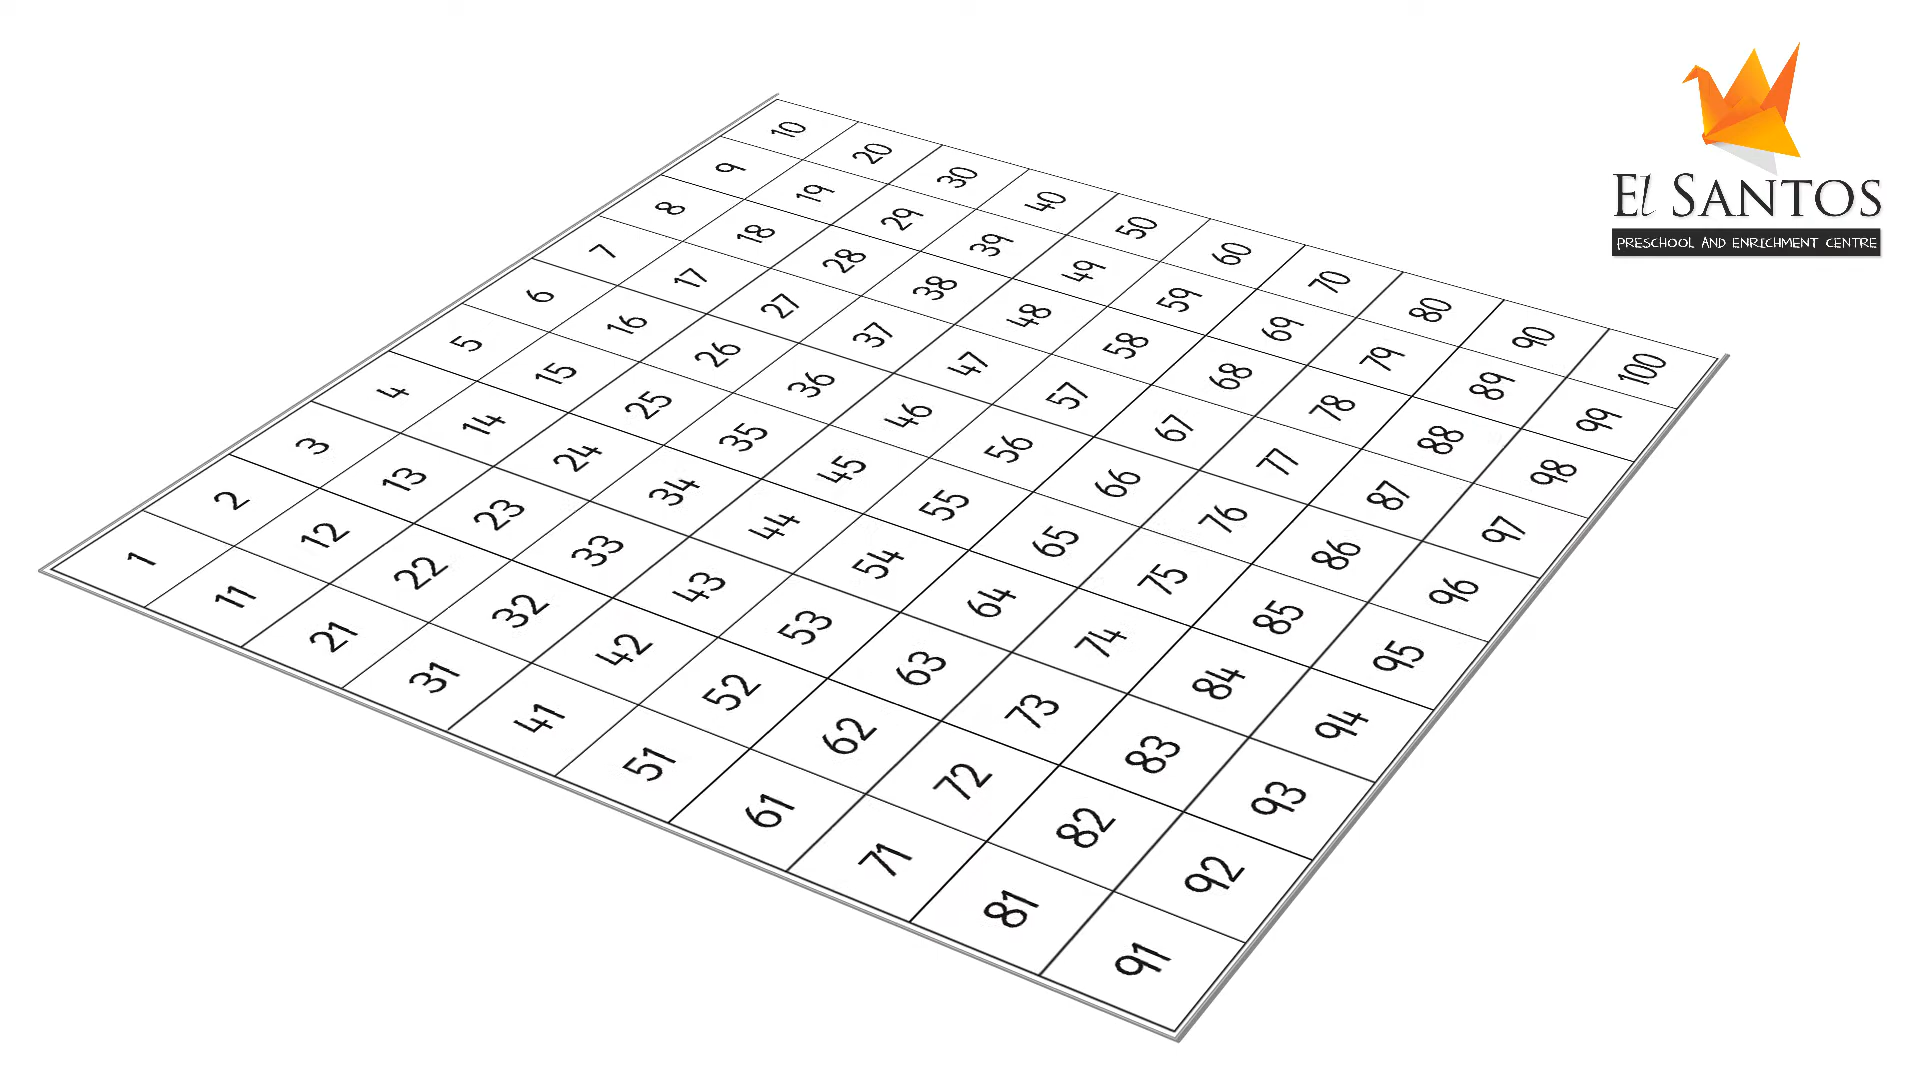 1 2 3 4 5 6 7 8 9 10
11 12 13 14 15 16 17 18 19 20
21 22 23 24 25 26 27 28 29 30
31 32 33 34 35 36 37 38 39 40
41 42 43 44 45 46 47 48 49 50
51 52 53 54 55 56 57 58 59 60
61 62 63 64 65 66 67 68 69 70
71 72 73 74 75 76 77 78 79 80
81 82 83 84 85 86 87 88 89 90
91 92 93 94 95 96 97 98 99 100
El SANTOS
PRESCHOOL AND ENRICHMENT CENTRE